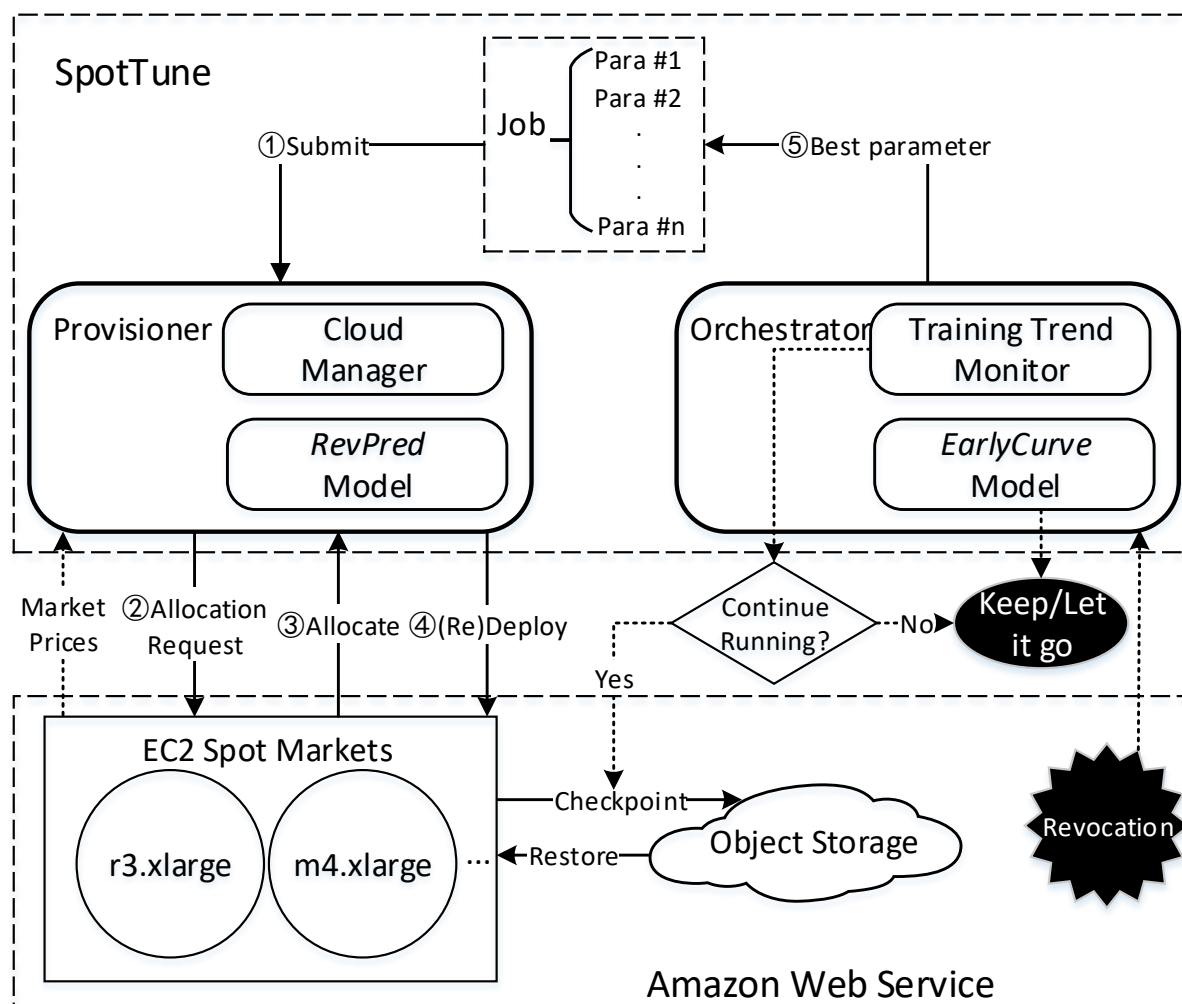 SpotTune
Job
Para #1
Para #2
.
.
.
Para #n
①Submit
⑤Best parameter
Provisioner
Cloud
Manager
RevPred
Model
Orchestrator
Training Trend
Monitor
EarlyCurve
Model
Market
Prices
②Allocation
Request
③Allocate
④(Re)Deploy
Continue
Running?
No
Keep/Let
it go
Yes
EC2 Spot Markets
r3.xlarge
m4.xlarge
...
Checkpoint
Restore
Object Storage
Revocation
Amazon Web Service